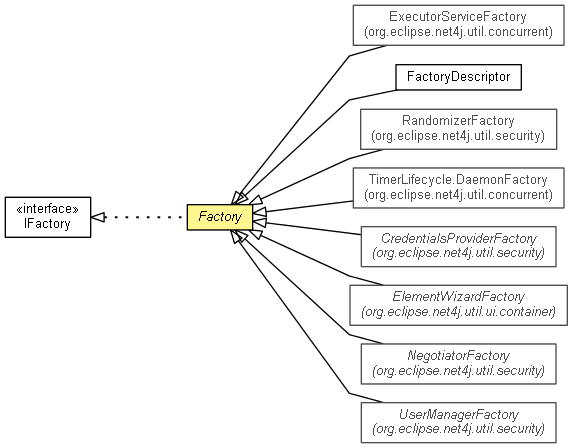 ExecutorServiceFactory
(org.eclipse.net4j.util.concurrent)
FactoryDescriptor
RandomizerFactory
(org.eclipse.net4j.util.security)
TimerLifecycle.DaemonFactory
(org.eclipse.net4j.util.concurrent)
«interface»
IFactory
Factory
CredentialsProviderFactory
(org.eclipse.net4j.util.security)
ElementWizardFactory
(org.eclipse.net4j.util.ui.container)
NegotiatorFactory
(org.eclipse.net4j.util.security)
UserManagerFactory
(org.eclipse.net4j.util.security)